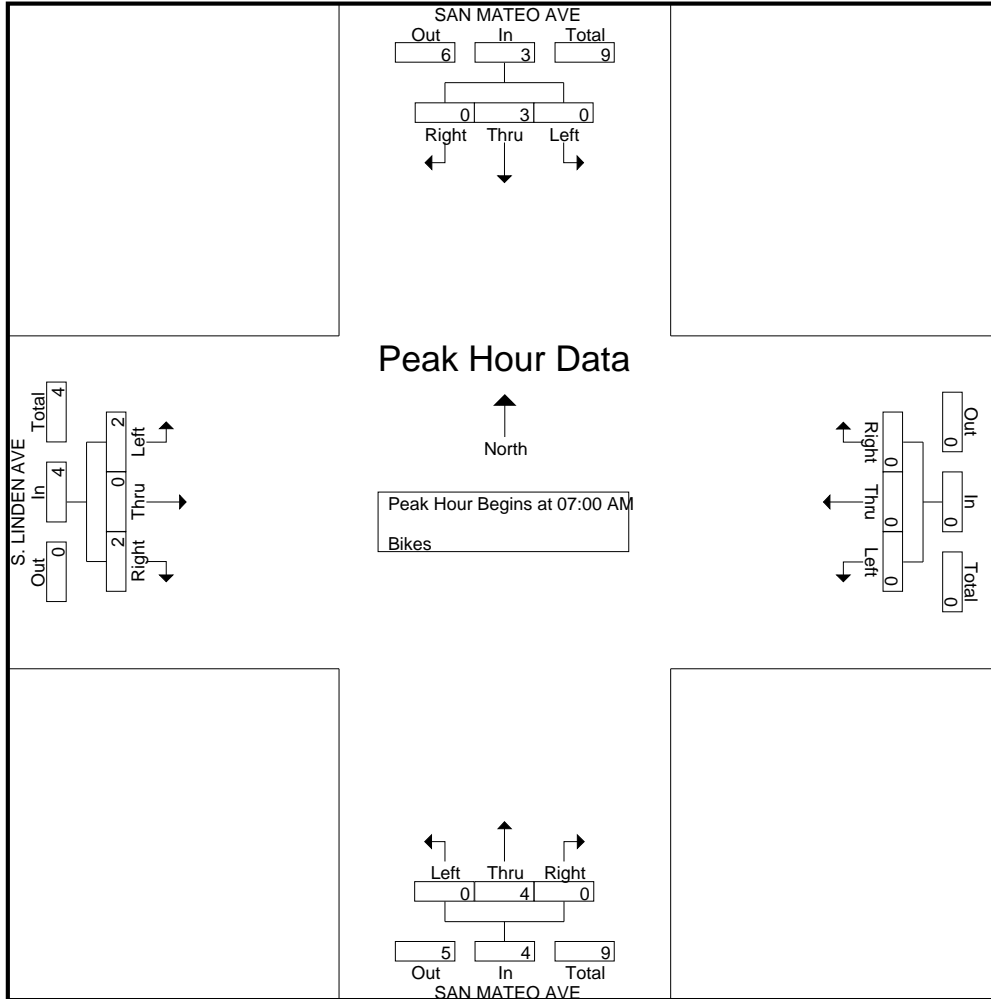 SAN MATEO AVE
Out In Total
6 3 9
0 3 0
Right Thru Left
Peak Hour Data
North
Peak Hour Begins at 07:00 AM
Bikes
S. LINDEN AVE
Out In Total
0 4 4
2 0 2
Right Thru Left
Out In Total
0 0 0
0 0 0
Right Thru Left
Left Thru Right
0 4 0
5 4 9
Out In Total
SAN MATEO AVE